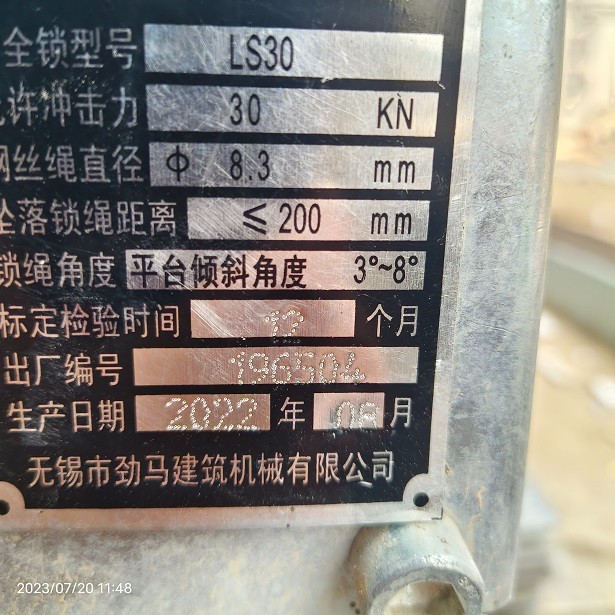 全锁型号 LS30
允许冲击力 30 KN
钢丝绳直径 Φ 8.3 mm
坠落锁绳距离 ≤200 mm
锁绳角度 平台倾斜角度 3°~8°
标定检验时间 12 个月
出厂编号 196504
生产日期 2022 年 08 月
无锡市劲马建筑机械有限公司
2023/07/20 11:48